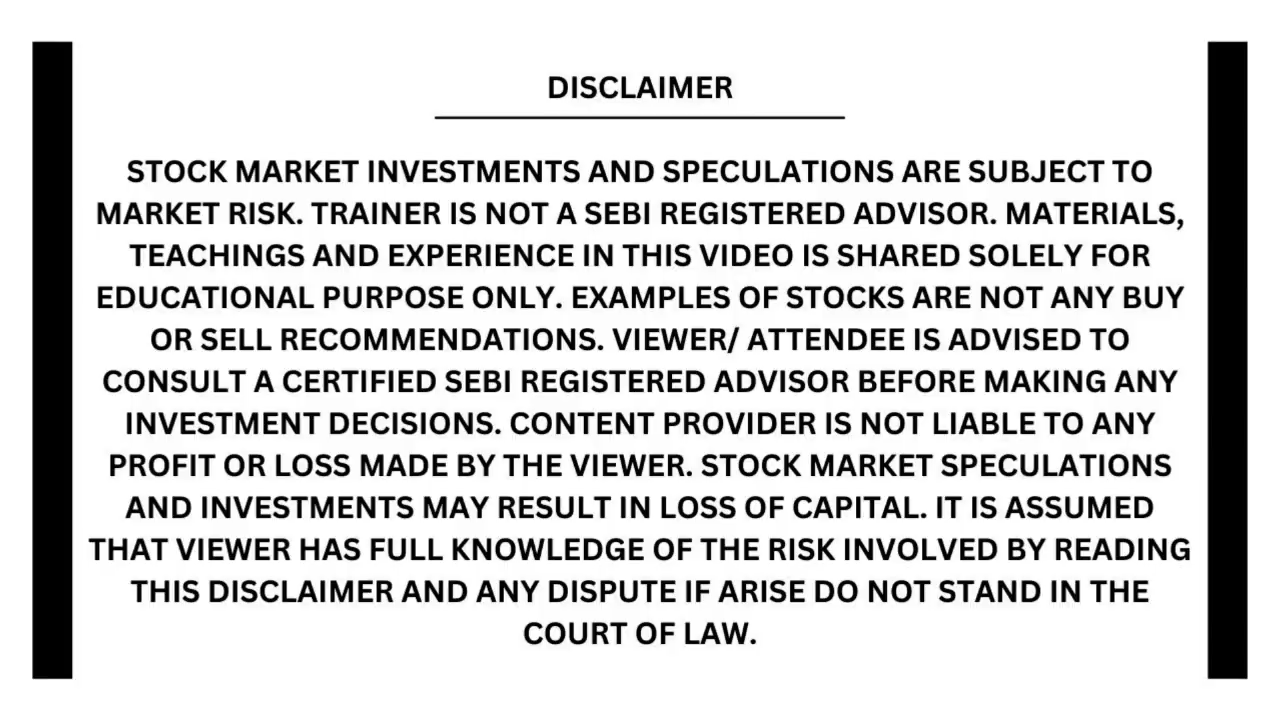 DISCLAIMER
STOCK MARKET INVESTMENTS AND SPECULATIONS ARE SUBJECT TO
MARKET RISK. TRAINER IS NOT A SEBI REGISTERED ADVISOR. MATERIALS,
TEACHINGS AND EXPERIENCE IN THIS VIDEO IS SHARED SOLELY FOR
EDUCATIONAL PURPOSE ONLY. EXAMPLES OF STOCKS ARE NOT ANY BUY
OR SELL RECOMMENDATIONS. VIEWER/ ATTENDEE IS ADVISED TO
CONSULT A CERTIFIED SEBI REGISTERED ADVISOR BEFORE MAKING ANY
INVESTMENT DECISIONS. CONTENT PROVIDER IS NOT LIABLE TO ANY
PROFIT OR LOSS MADE BY THE VIEWER. STOCK MARKET SPECULATIONS
AND INVESTMENTS MAY RESULT IN LOSS OF CAPITAL. IT IS ASSUMED
THAT VIEWER HAS FULL KNOWLEDGE OF THE RISK INVOLVED BY READING
THIS DISCLAIMER AND ANY DISPUTE IF ARISE DO NOT STAND IN THE
COURT OF LAW.